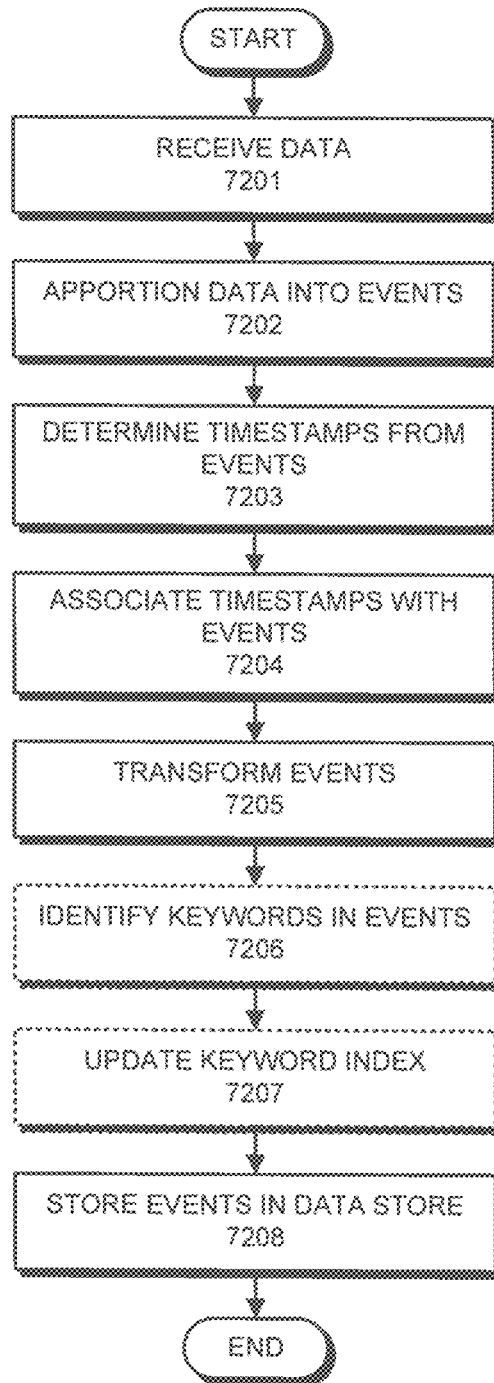 START
RECEIVE DATA
7201
APPORTION DATA INTO EVENTS
7202
DETERMINE TIMESTAMPS FROM
EVENTS
7203
ASSOCIATE TIMESTAMPS WITH
EVENTS
7204
TRANSFORM EVENTS
7205
IDENTIFY KEYWORDS IN EVENTS
7206
UPDATE KEYWORD INDEX
7207
STORE EVENTS IN DATA STORE
7208
END